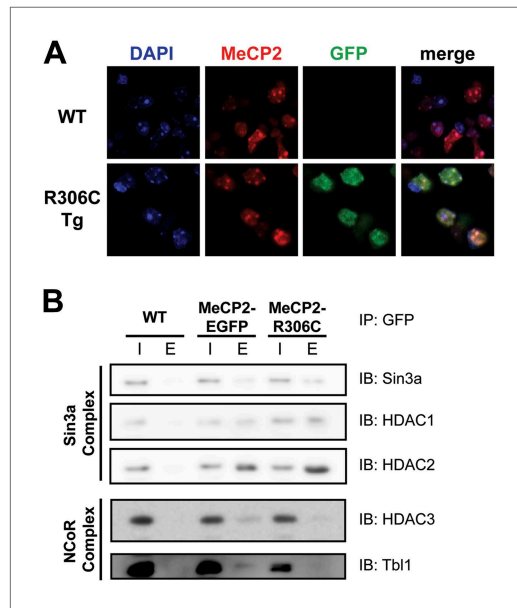 A
DAPI MeCP2 GFP merge
WT
R306C
Tg
B
WT MeCP2-EGFP MeCP2-R306C IP: GFP
I E I E I E
Sin3a Complex
IB: Sin3a
IB: HDAC1
IB: HDAC2
NCoR Complex
IB: HDAC3
IB: Tbl1